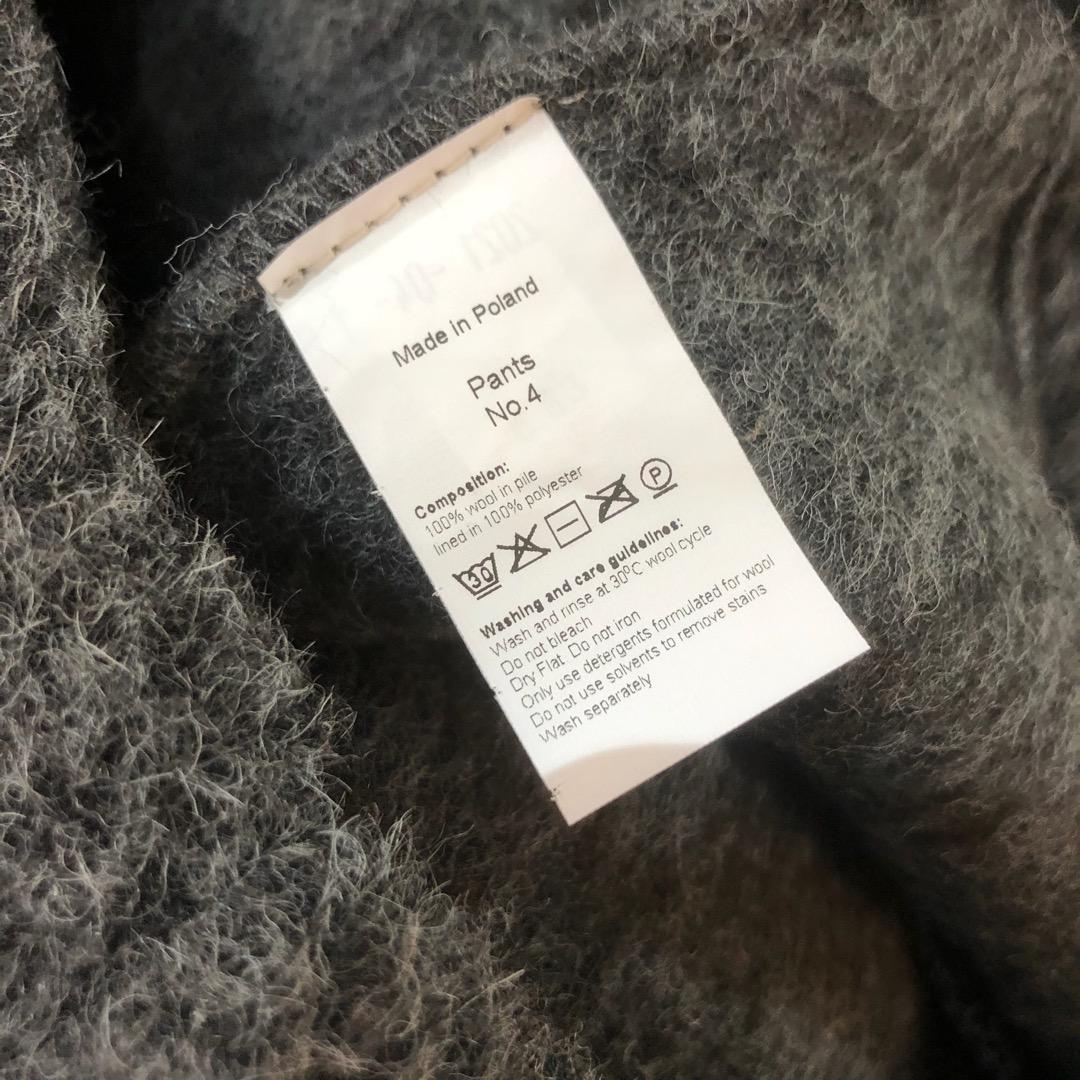 Made in Poland
Pants
No.4
Composition:
100% wool in pile
lined in 100% polyester
30 P
Washing and care guidelines:
Wash and rinse at 30ºC wool cycle
Do not bleach
Dry Flat Do not iron
Only use detergents formulated for wool
Do not use solvents to remove stains
Wash separately